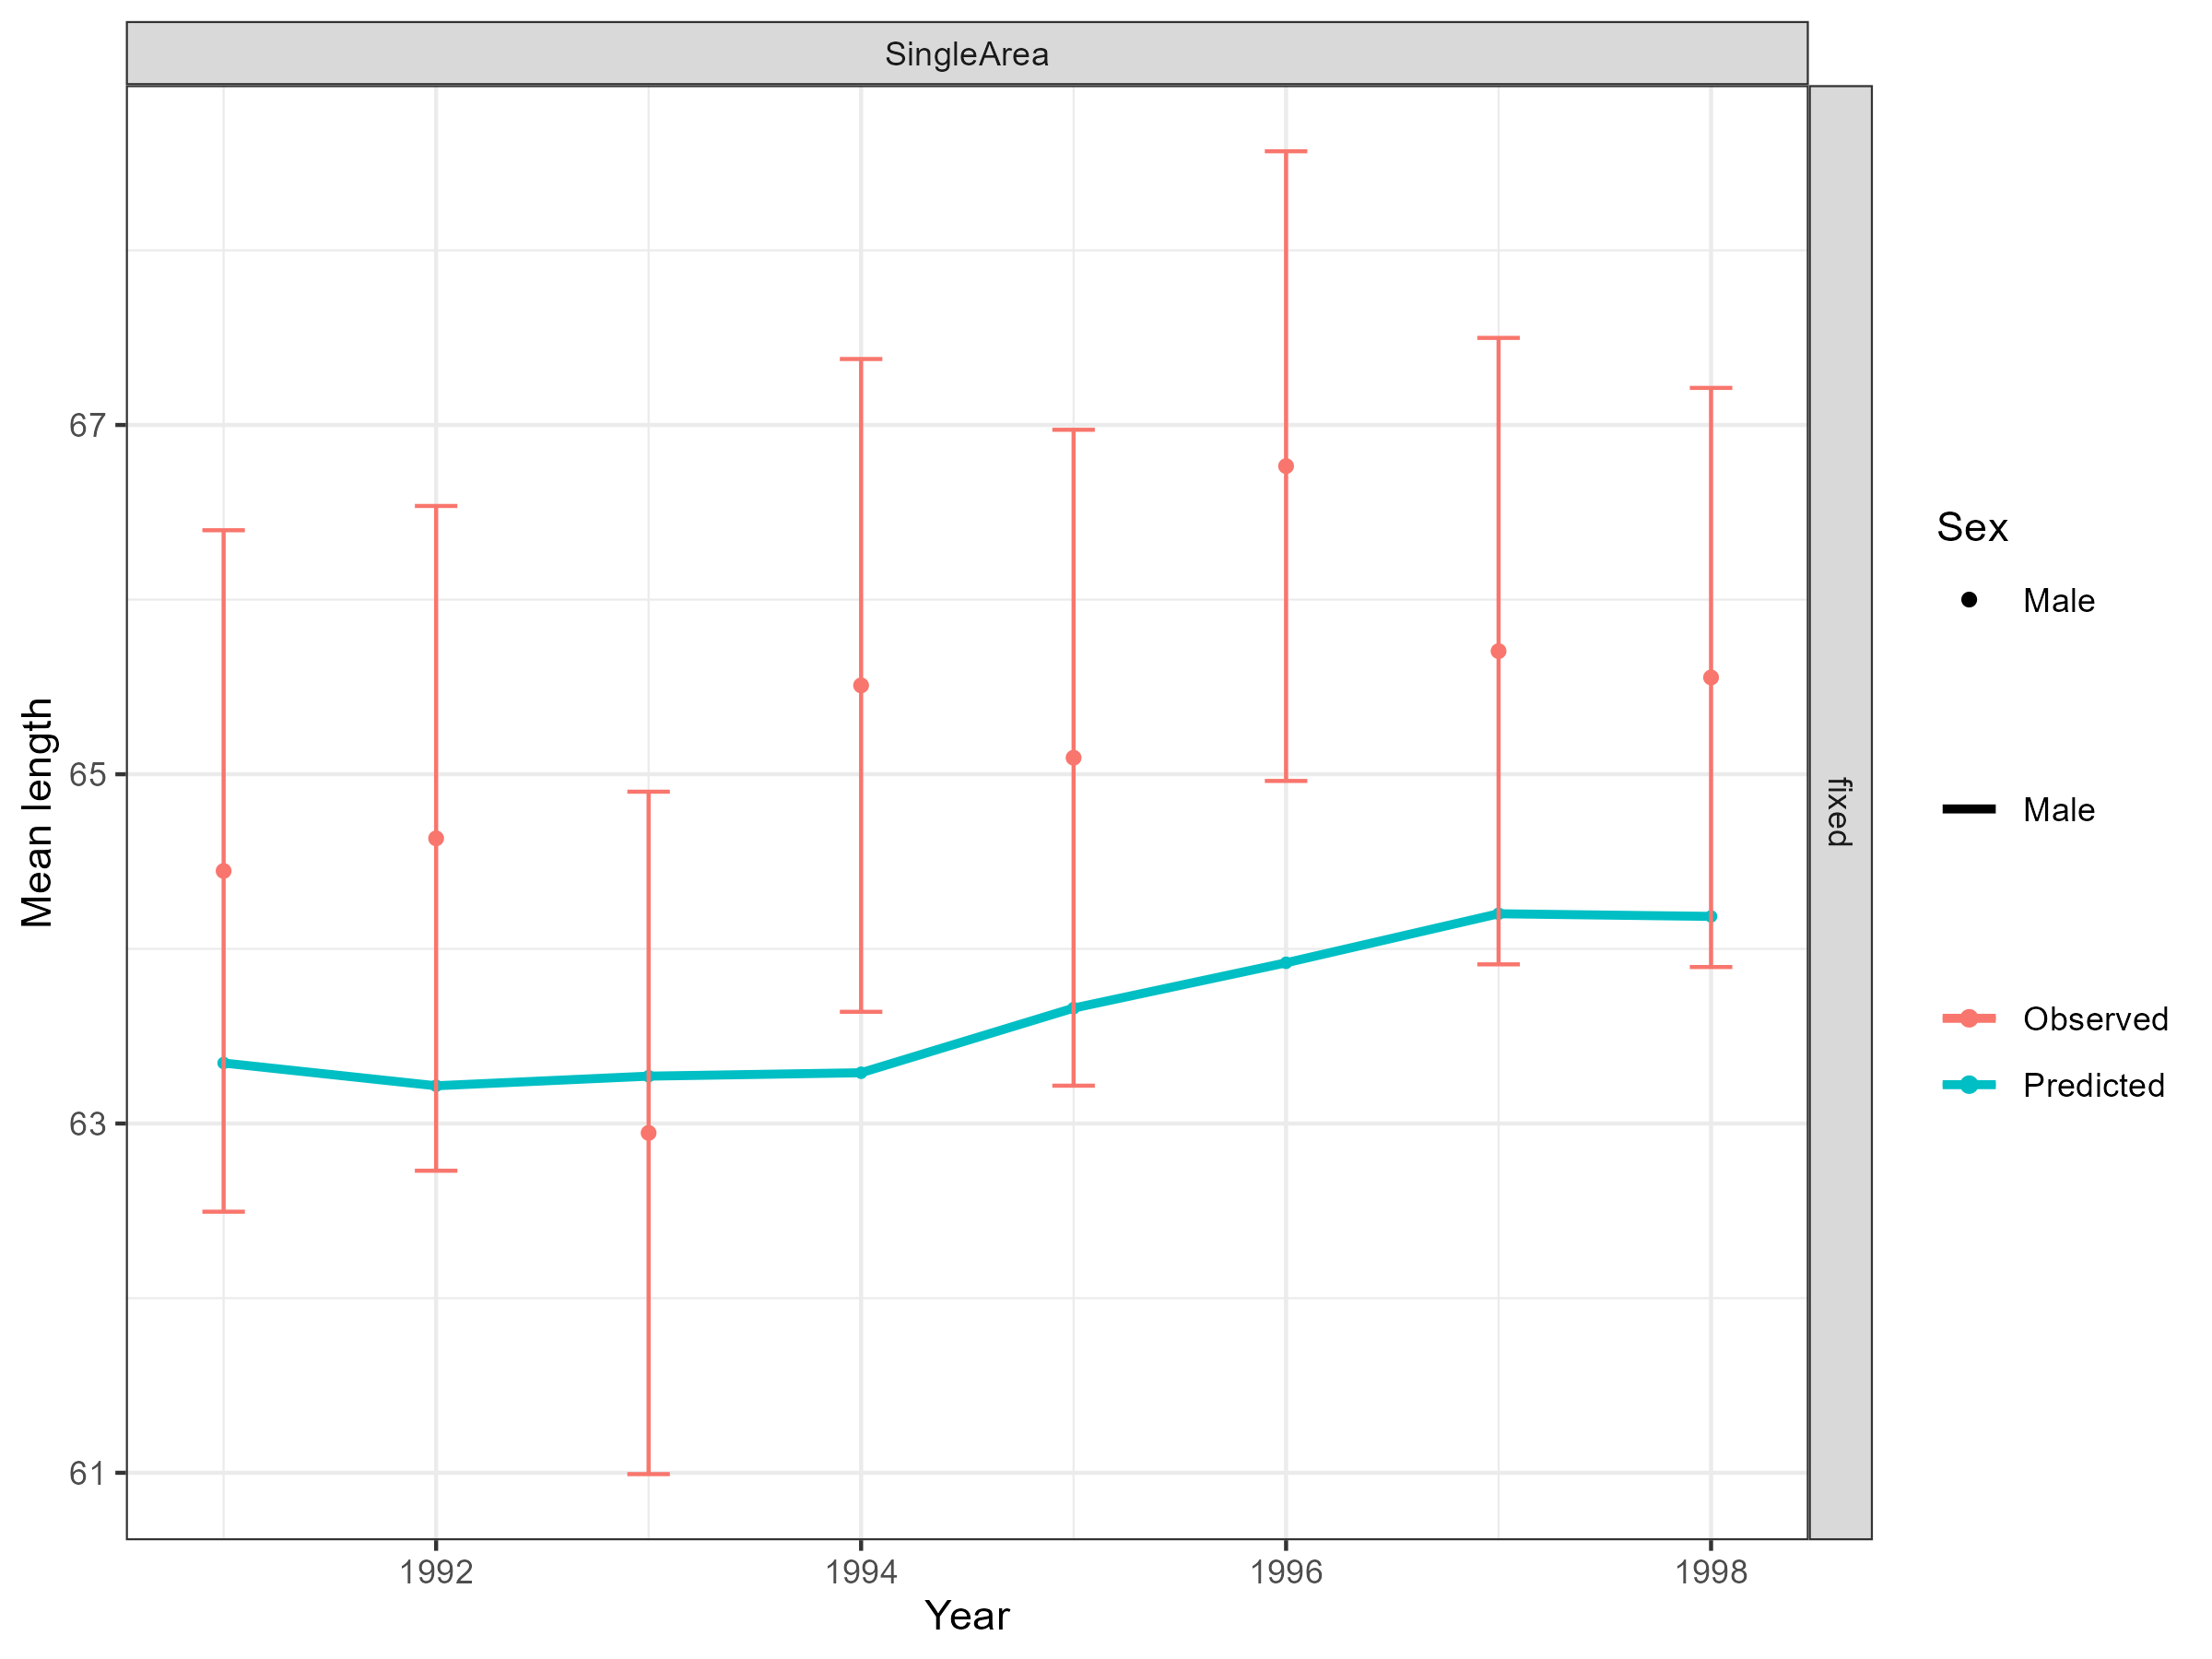 SingleArea
fixed
Mean length
67
65
63
61
1992
1994
1996
1998
Year
Sex
Male
Male
Observed
Predicted